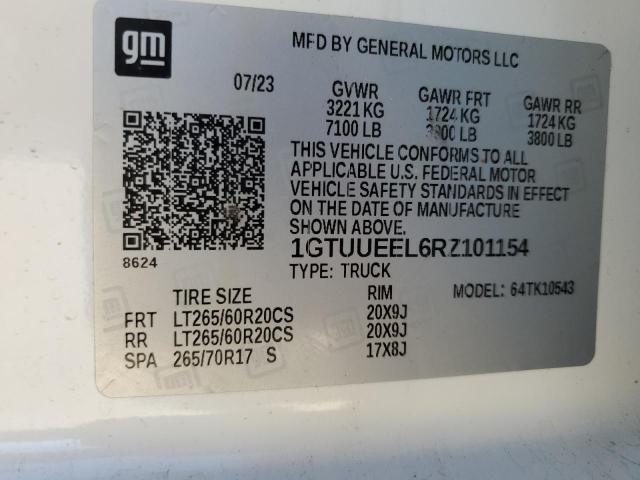 gm
MFD BY GENERAL MOTORS LLC
07/23
GVWR GAWR FRT GAWR RR
3221 KG 1724 KG 1724 KG
7100 LB 3800 LB 3800 LB
THIS VEHICLE CONFORMS TO ALL
APPLICABLE U.S. FEDERAL MOTOR
VEHICLE SAFETY STANDARDS IN EFFECT
ON THE DATE OF MANUFACTURE
SHOWN ABOVE.
8624
1GTUUEEL6RZ101154
TYPE: TRUCK
MODEL: 64TK10543
TIRE SIZE RIM
FRT LT265/60R20CS 20X9J
RR LT265/60R20CS 20X9J
SPA 265/70R17 S 17X8J